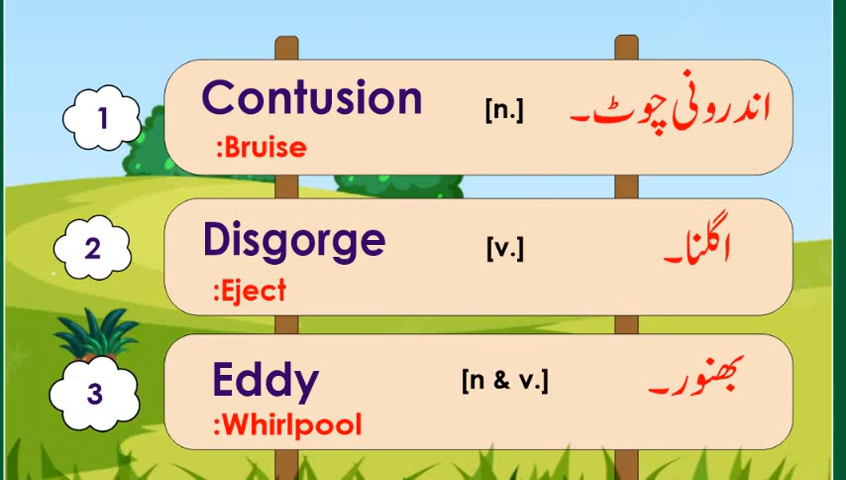 1 Contusion [n.] اندرونی چوٹ۔
:Bruise
2 Disgorge [v.] اگلنا۔
:Eject
3 Eddy [n & v.] بھنور۔
:Whirlpool